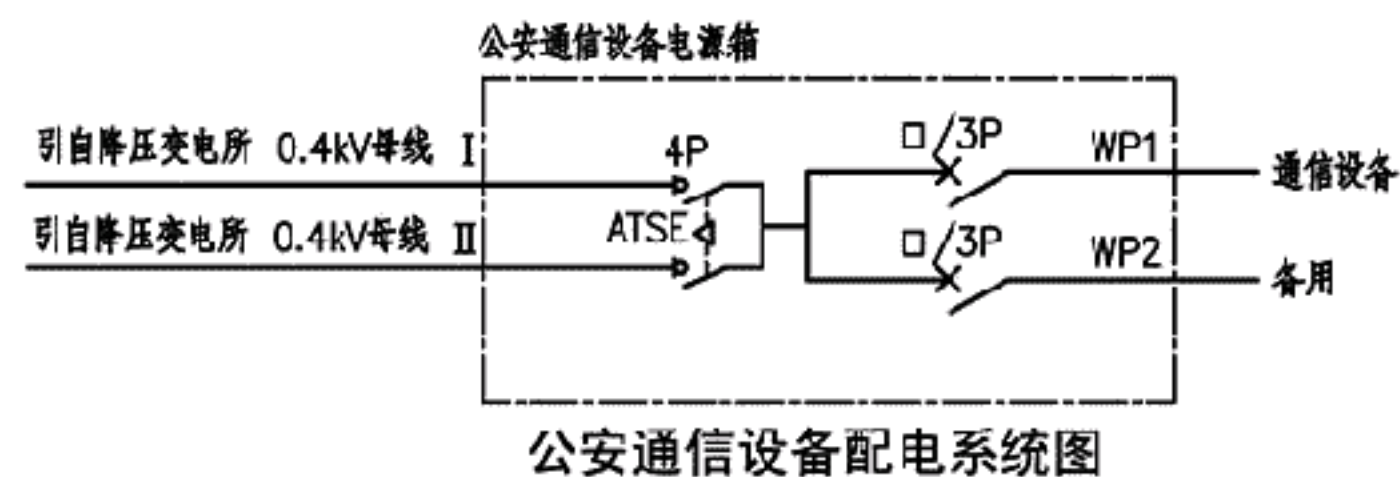 公安通信设备电源箱
引自降压变电所 0.4kV母线 I
4P
□/3P
WP1
通信设备
引自降压变电所 0.4kV母线 II
ATSE
□/3P
WP2
备用
公安通信设备配电系统图